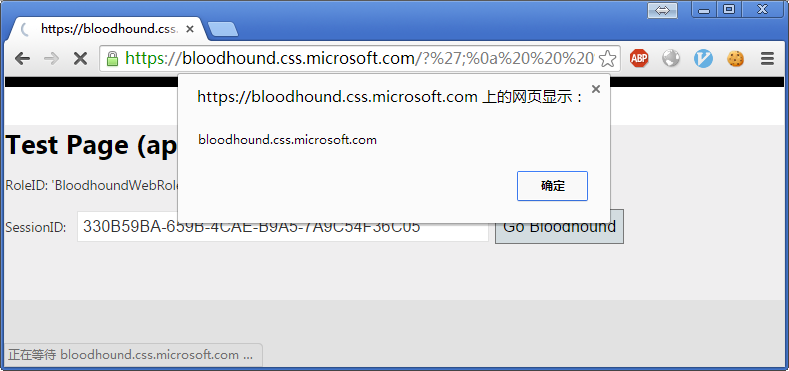 https://bloodhound.css
https://bloodhound.css.microsoft.com/?%27;%0a%20%20%20
ABP
https://bloodhound.css.microsoft.com 上的网页显示：
bloodhound.css.microsoft.com
确定
Test Page (ap
RoleID: 'BloodhoundWebRole
SessionID: 330B59BA-659B-4CAE-B9A5-7A9C54F36C05 Go Bloodhound
正在等待 bloodhound.css.microsoft.com ...